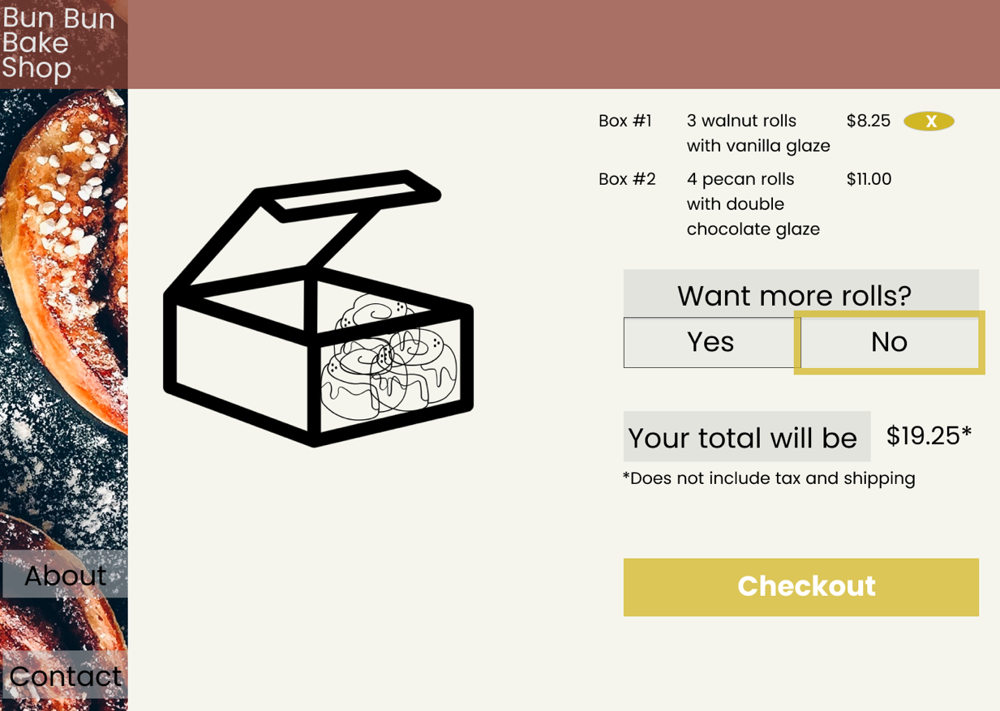 Bun Bun
Bake
Shop
Box #1 3 walnut rolls $8.25 X
with vanilla glaze
Box #2 4 pecan rolls $11.00
with double
chocolate glaze
Want more rolls?
Yes No
Your total will be $19.25*
*Does not include tax and shipping
Checkout
About
Contact